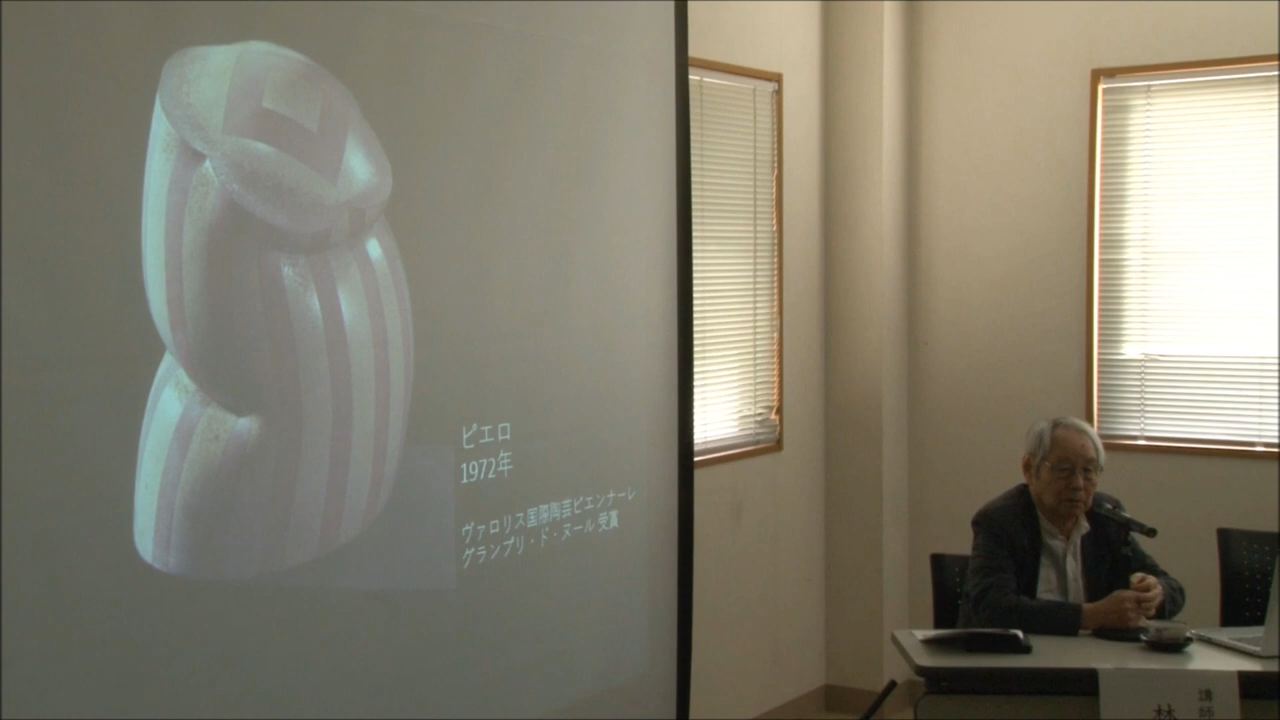 ピエロ
1972年
ヴァロリス国際陶芸ビエンナーレ
グランプリ・ド・ヌール受賞
講師
林